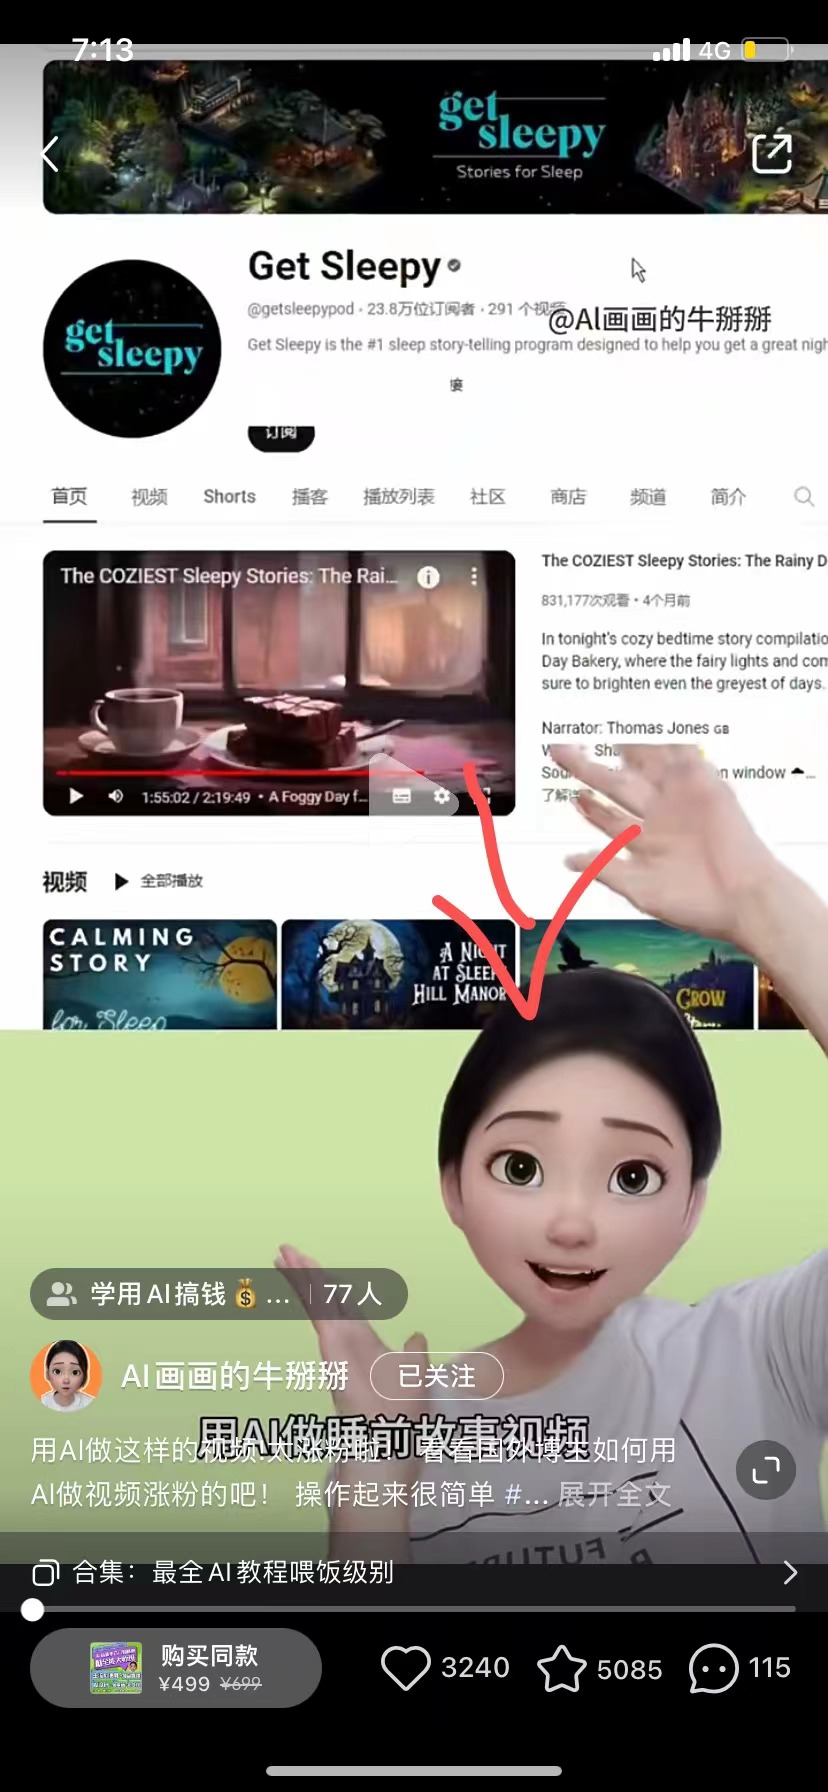 7:13
4G
get
sleepy
Stories for Sleep
Get Sleepy
@getsleepypod · 23.8万位订阅者 · 291 个视频
@AI画画的牛掰掰
Get Sleepy is the #1 sleep story-telling program designed to help you get a great nigh
get
sleepy
订阅
首页 视频 Shorts 播客 播放列表 社区 商店 频道 简介
The COZIEST Sleepy Stories: The Rai...
The COZIEST Sleepy Stories: The Rainy D
831,177次观看 · 4个月前
In tonight's cozy bedtime story compilatio
Day Bakery, where the fairy lights and com
sure to brighten even the greyest of days.
Narrator: Thomas Jones GB
Sha
n window
了解
1:55:02 / 2:19:49 • A Foggy Day f...
视频 全部播放
CALMING
STORY
for Sleep
A NIGHT
AT SLEEP
HILL MANOR
CROW
学用AI搞钱💰... 77人
AI画画的牛掰掰 已关注
用AI做睡前故事视频
用AI做这样的视频!太涨粉啦! 看看国外博主如何用
AI做视频涨粉的吧! 操作起来很简单 #... 展开全文
FUTUR
合集：最全AI教程喂饭级别
购买同款
¥499 ¥699
3240 5085 115